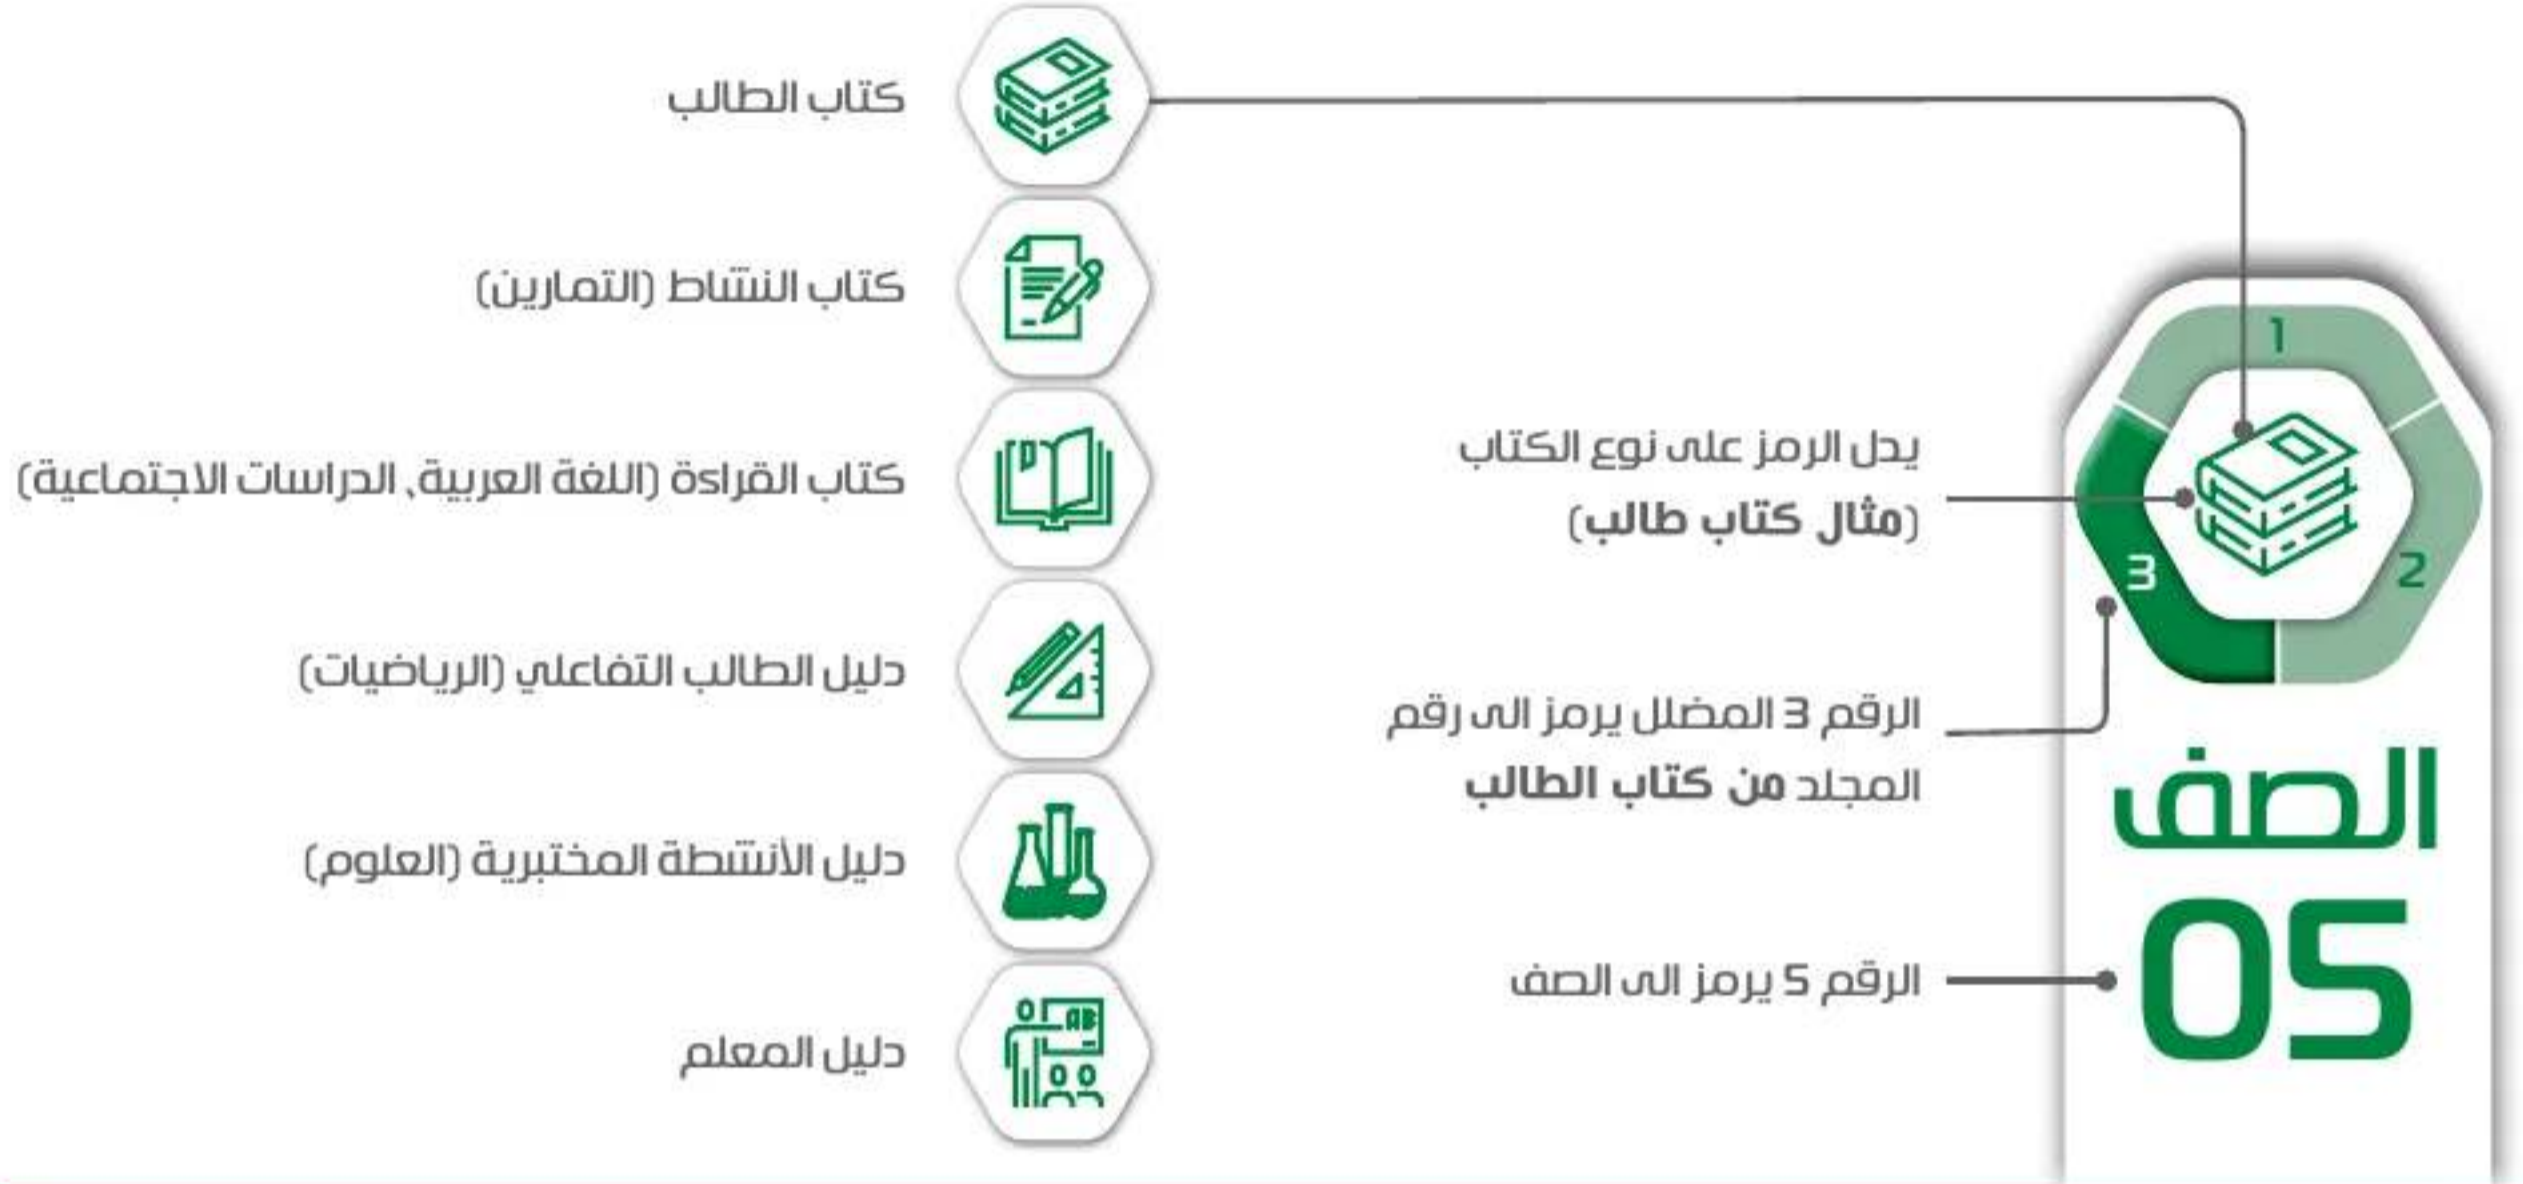 1
2
3
الصف
05
يدل الرمز على نوع الكتاب
(مثال كتاب طالب)
الرقم 3 المضلل يرمز الى رقم
المجلد من كتاب الطالب
الرقم 5 يرمز الى الصف
كتاب الطالب
كتاب النشاط (التمارين)
كتاب القراءة (اللغة العربية، الدراسات الاجتماعية)
دليل الطالب التفاعلي (الرياضيات)
دليل الأنشطة المختبرية (العلوم)
AB
دليل المعلم